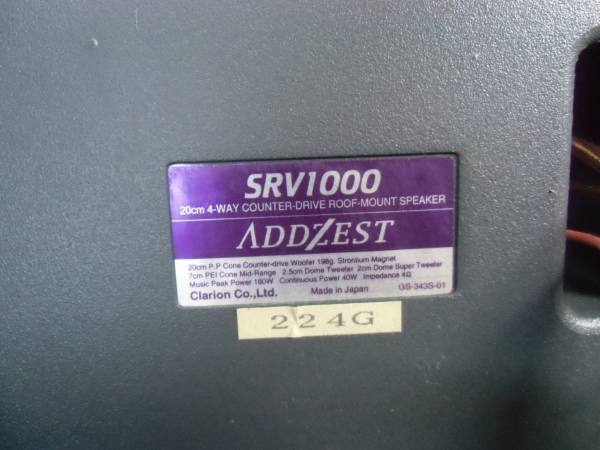 SRV1000
20cm 4-WAY COUNTER-DRIVE ROOF-MOUNT SPEAKER
ADDZEST
20cm P.P Cone Counter-drive Woofer 198g. Strontium Magnet
7cm PEI Cone Mid-Range 2.5cm Dome Tweeter 2cm Dome Super Tweeter
Music Peak Power 180W Continuous Power 40W Impedance 4Ω
Clarion Co.,Ltd. Made in Japan GS-343S-01
224G